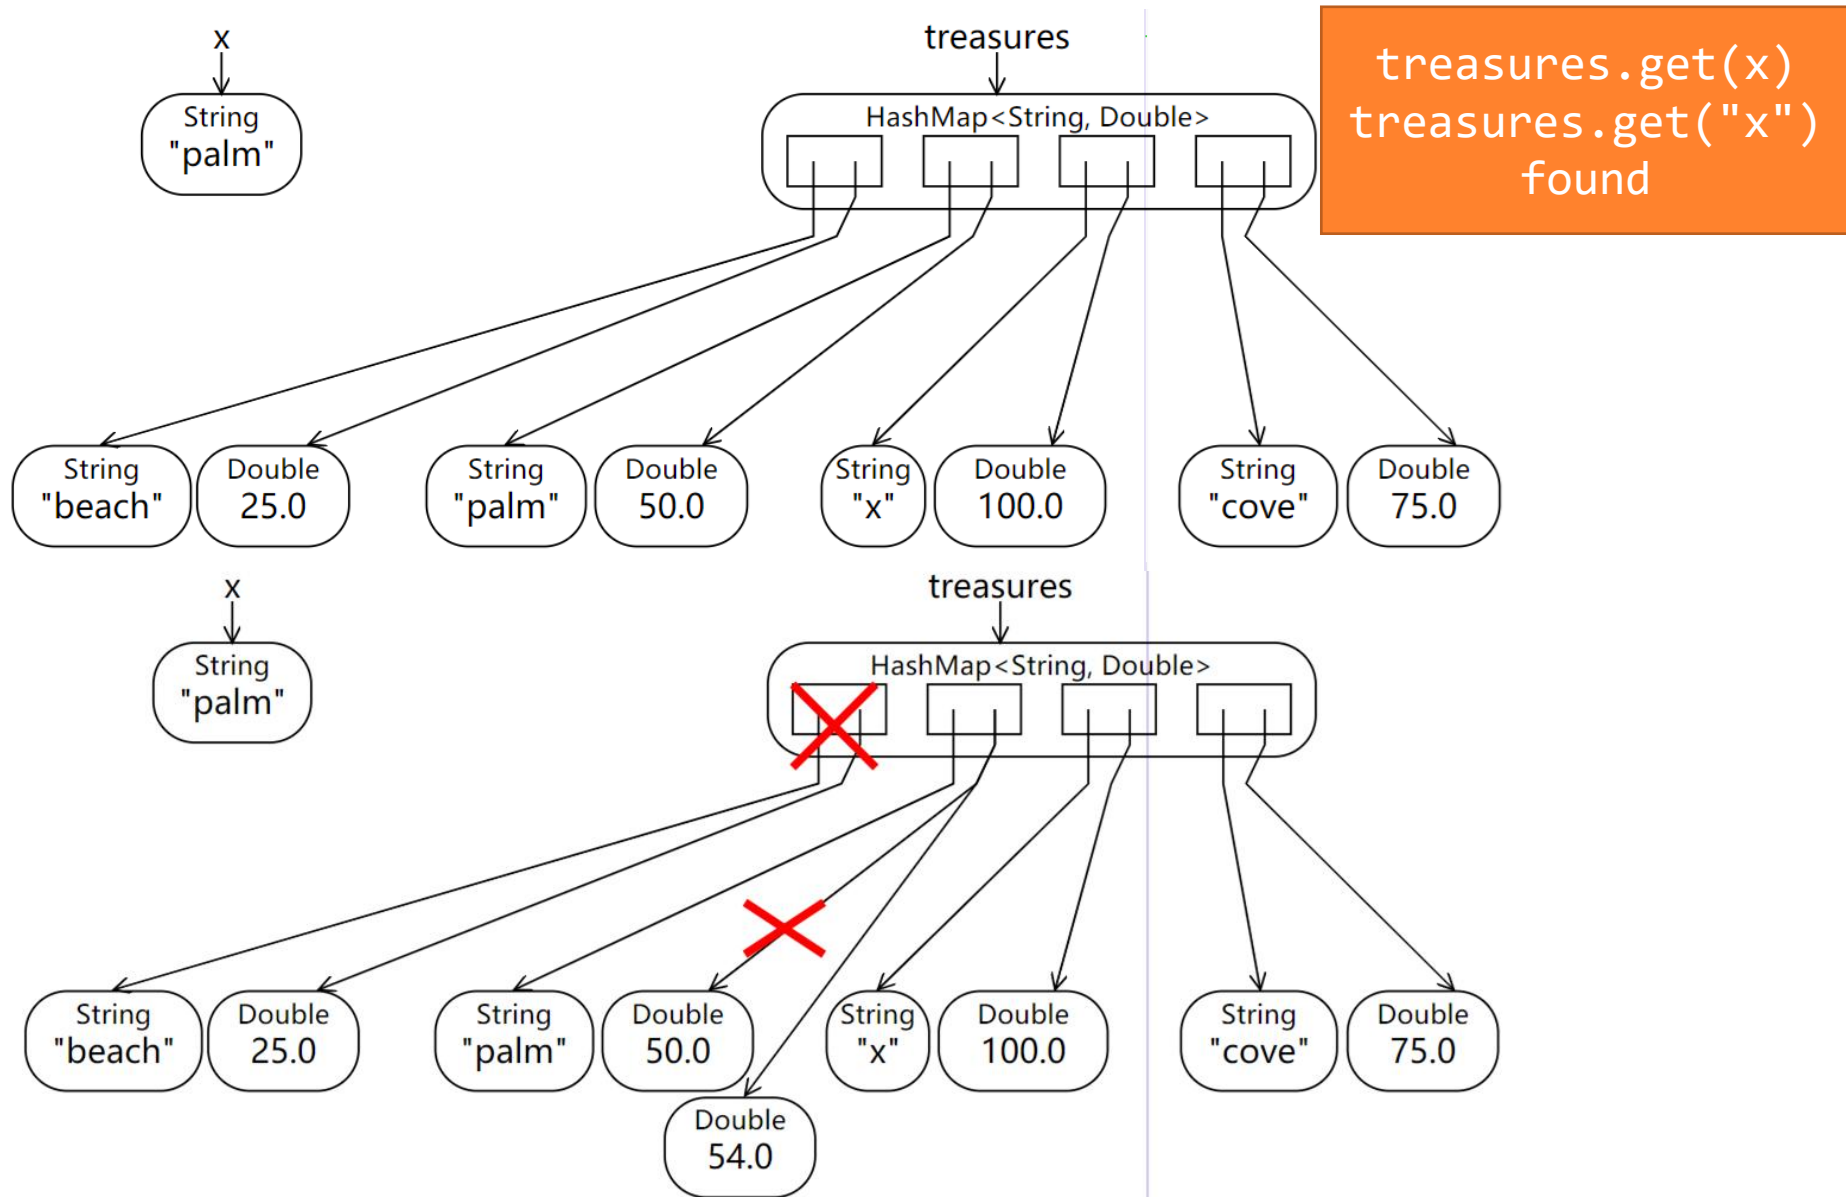 x
treasures
treasures.get(x)
treasures.get("x")
found
String
"palm"
HashMap<String, Double>
String
"beach"
Double
25.0
String
"palm"
Double
50.0
String
"x"
Double
100.0
String
"cove"
Double
75.0
x
treasures
String
"palm"
HashMap<String, Double>
String
"beach"
Double
25.0
String
"palm"
Double
50.0
String
"x"
Double
100.0
String
"cove"
Double
75.0
Double
54.0